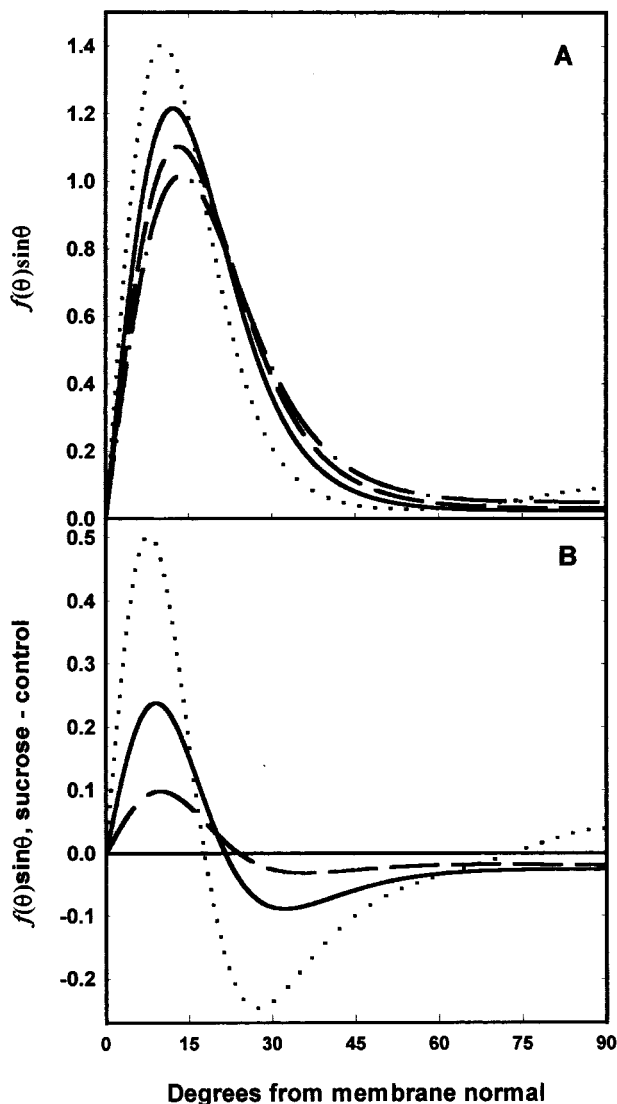 A
1.4
1.2
1.0
0.8
0.6
0.4
0.2
0.0
f(θ)sinθ
B
0.5
0.4
0.3
0.2
0.1
0.0
-0.1
-0.2
f(θ)sinθ, sucrose - control
0 15 30 45 60 75 90
Degrees from membrane normal